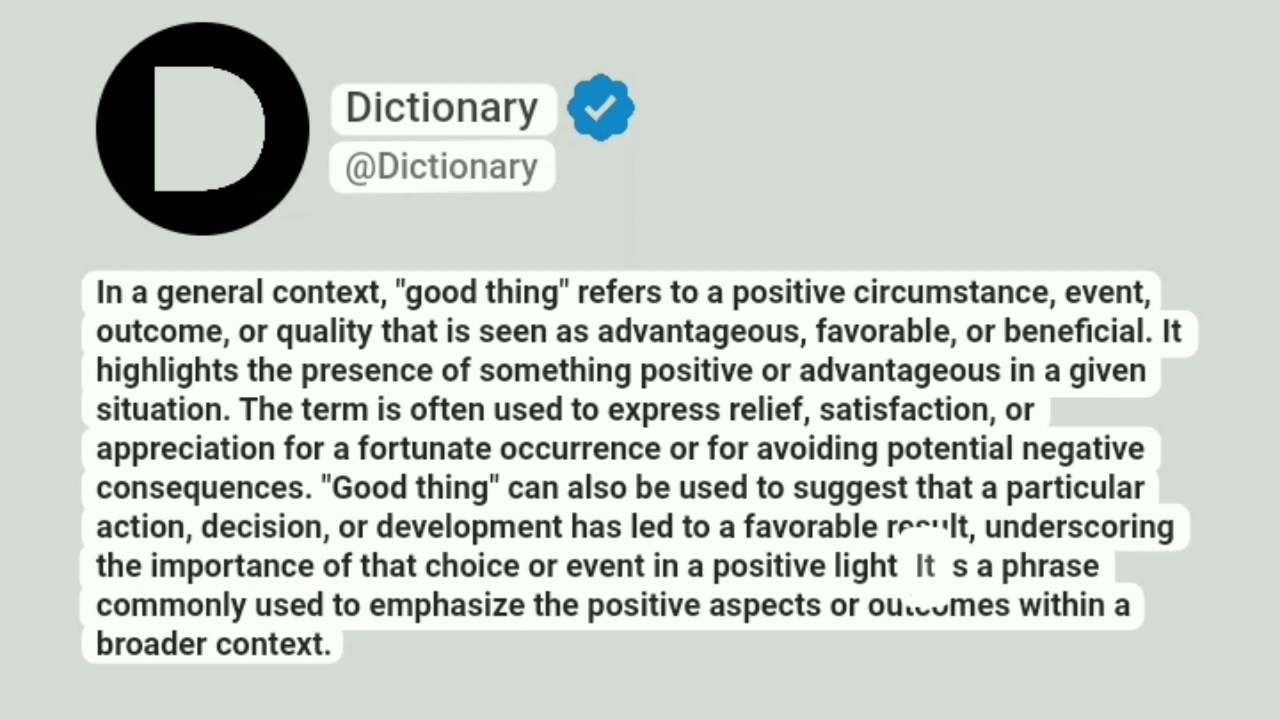 D
Dictionary
@Dictionary
In a general context, "good thing" refers to a positive circumstance, event,
outcome, or quality that is seen as advantageous, favorable, or beneficial. It
highlights the presence of something positive or advantageous in a given
situation. The term is often used to express relief, satisfaction, or
appreciation for a fortunate occurrence or for avoiding potential negative
consequences. "Good thing" can also be used to suggest that a particular
action, decision, or development has led to a favorable result, underscoring
the importance of that choice or event in a positive light It s a phrase
commonly used to emphasize the positive aspects or outcomes within a
broader context.